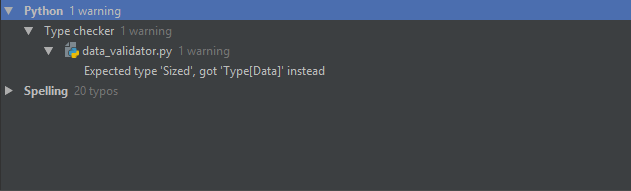 Python 1 warning
Type checker 1 warning
data_validator.py 1 warning
Expected type 'Sized', got 'Type[Data]' instead
Spelling 20 typos